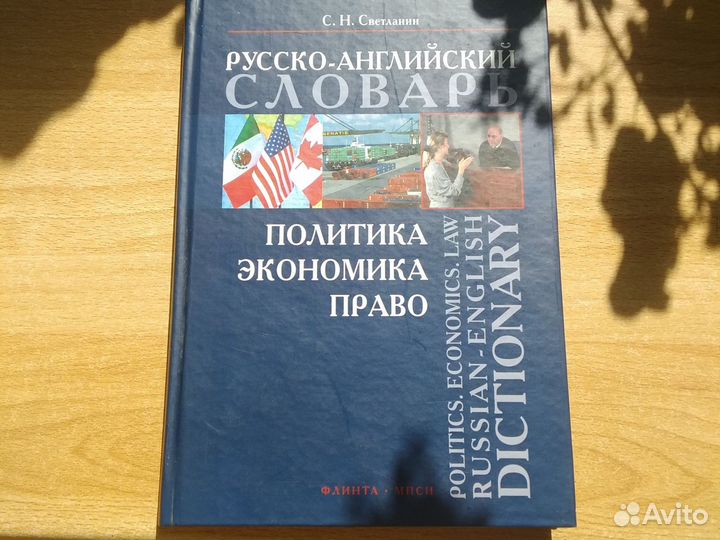 С. Н. Светланин
РУССКО-АНГЛИЙСКИЙ
СЛОВАРЬ
ПОЛИТИКА
ЭКОНОМИКА
ПРАВО
POLITICS. ECONOMICS. LAW
RUSSIAN-ENGLISH
DICTIONARY
ФЛИНТА • МПСИ
Avito